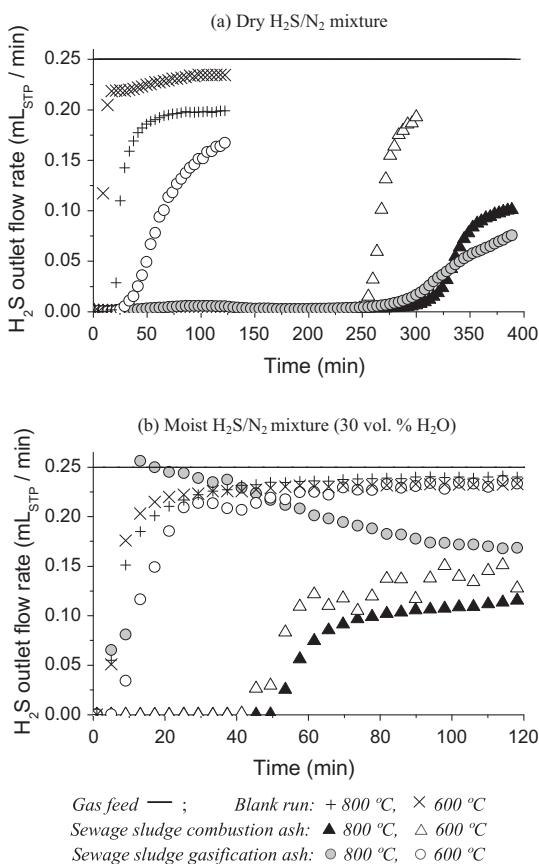 (a) Dry H₂S/N₂ mixture
0.25
0.20
0.15
0.10
0.05
0.00
H₂S outlet flow rate (mL_STP / min)
0 50 100 150 200 250 300 350 400
Time (min)
(b) Moist H₂S/N₂ mixture (30 vol. % H₂O)
0.25
0.20
0.15
0.10
0.05
0.00
H₂S outlet flow rate (mL_STP / min)
0 20 40 60 80 100 120
Time (min)
Gas feed — ; Blank run: + 800 ºC, × 600 ºC
Sewage sludge combustion ash: ▲ 800 ºC, △ 600 ºC
Sewage sludge gasification ash: ● 800 ºC, ○ 600 ºC